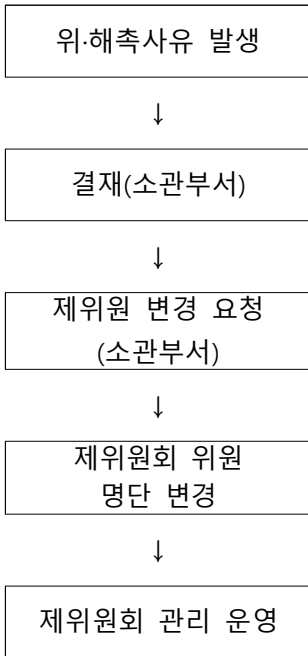 위·해촉사유 발생
↓
결재(소관부서)
↓
제위원 변경 요청
(소관부서)
↓
제위원회 위원
명단 변경
↓
제위원회 관리 운영